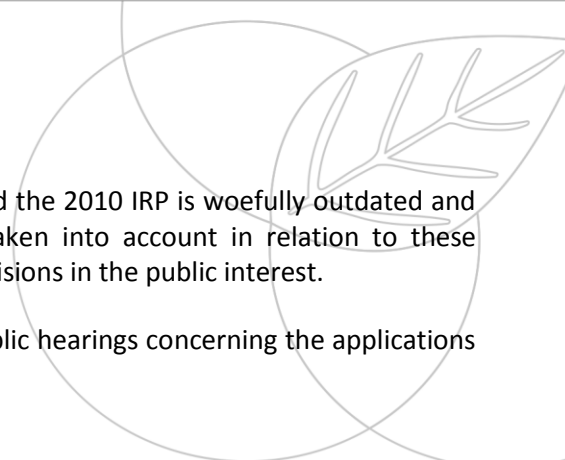 d the 2010 IRP is woefully outdated and
aken into account in relation to these
isions in the public interest.
blic hearings concerning the applications